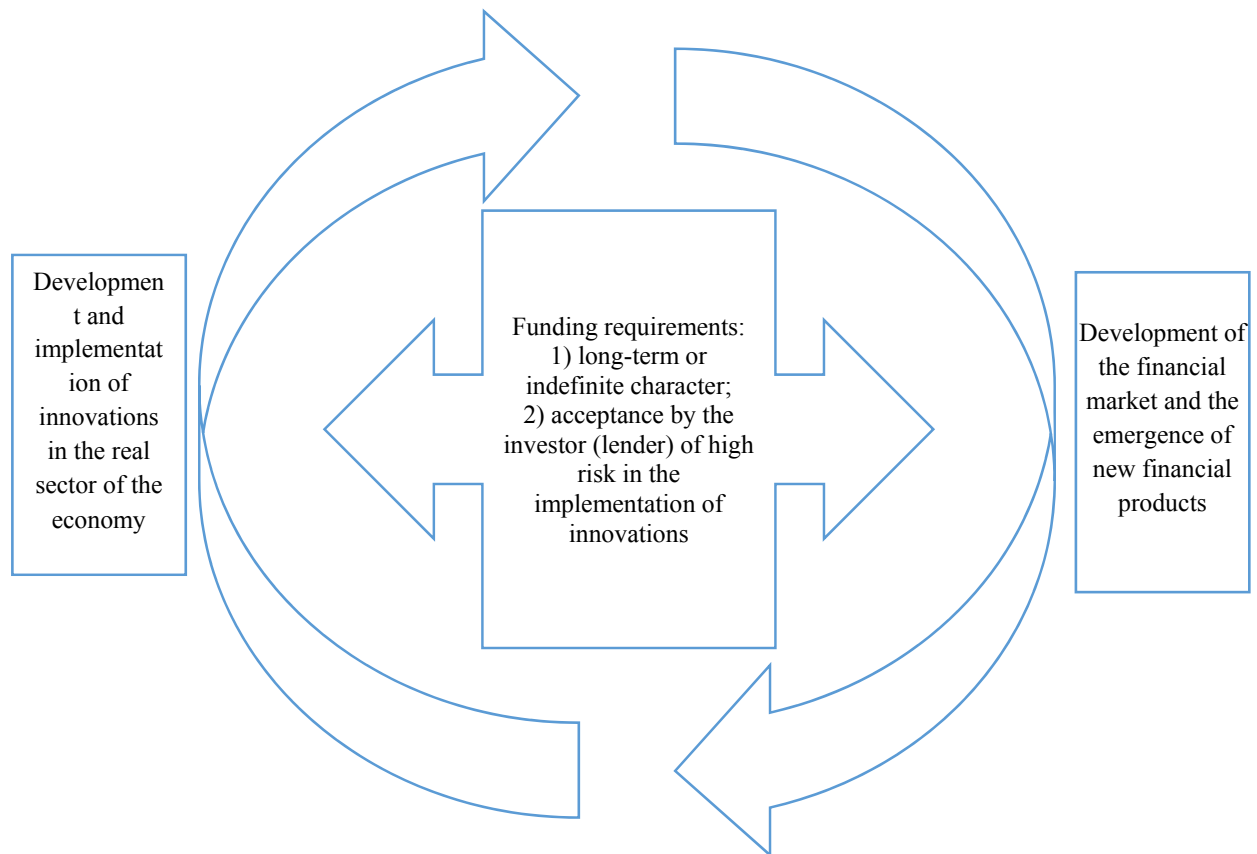 Developmen
t and
implementat
ion of
innovations
in the real
sector of the
economy
Funding requirements:
1) long-term or
indefinite character;
2) acceptance by the
investor (lender) of high
risk in the
implementation of
innovations
Development of
the financial
market and the
emergence of
new financial
products